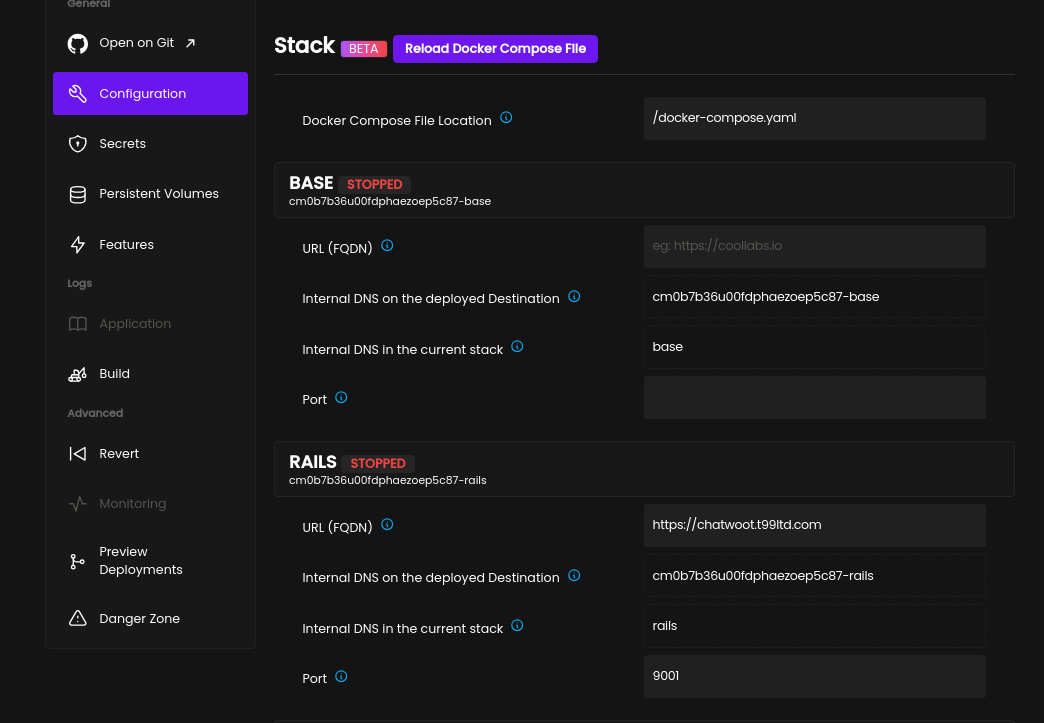 General
Open on Git
Configuration
Secrets
Persistent Volumes
Features
Logs
Application
Build
Advanced
Revert
Monitoring
Preview
Deployments
Danger Zone
Stack BETA Reload Docker Compose File
Docker Compose File Location /docker-compose.yaml
BASE STOPPED
cm0b7b36u00fdphaezoep5c87-base
URL (FQDN) eg: https://coollabs.io
Internal DNS on the deployed Destination cm0b7b36u00fdphaezoep5c87-base
Internal DNS in the current stack base
Port
RAILS STOPPED
cm0b7b36u00fdphaezoep5c87-rails
URL (FQDN) https://chatwoot.t99ltd.com
Internal DNS on the deployed Destination cm0b7b36u00fdphaezoep5c87-rails
Internal DNS in the current stack rails
Port 9001